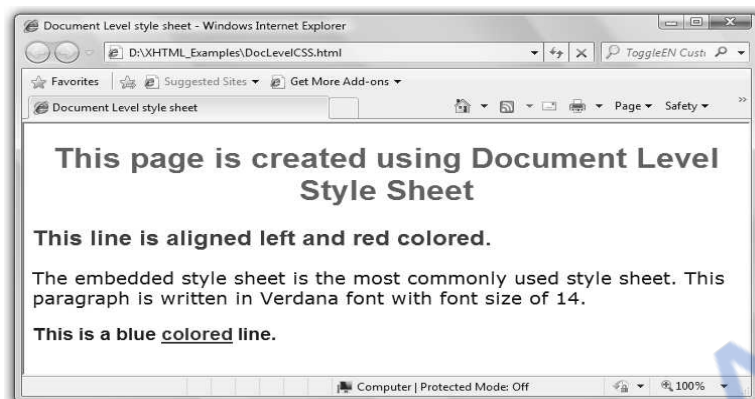 Document Level style sheet - Windows Internet Explorer
D:\XHTML_Examples\DocLevelCSS.html
ToggleEN Custi
Favorites Suggested Sites Get More Add-ons
Document Level style sheet Page Safety »
This page is created using Document Level
Style Sheet
This line is aligned left and red colored.
The embedded style sheet is the most commonly used style sheet. This
paragraph is written in Verdana font with font size of 14.
This is a blue colored line.
Computer | Protected Mode: Off 100%